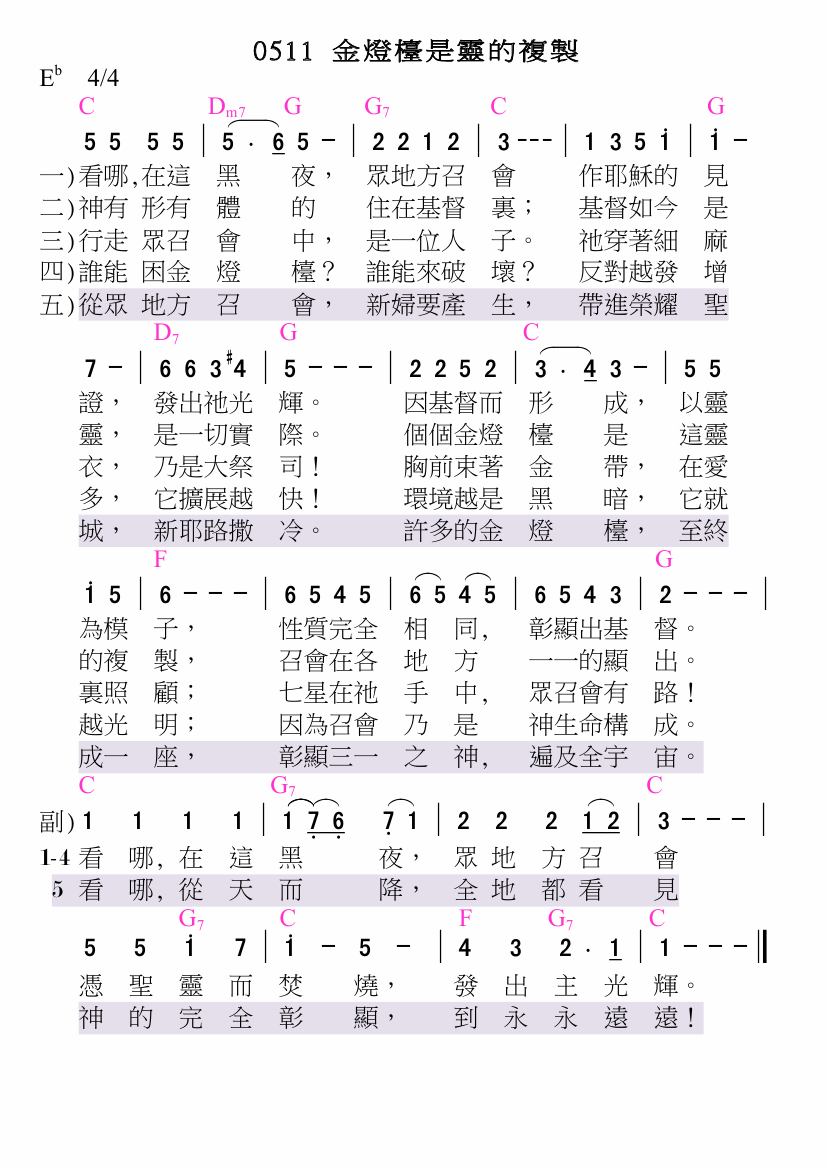 0511 金燈檯是靈的複製
E♭ 4/4
C Dm7 G G7 C G
5 5 5 5 | 5 . 6 5 － | 2 2 1 2 | 3 --- | 1 3 5 i | i －
一)看哪,在這 黑 夜， 眾地方召 會 作耶穌的 見
二)神有 形有 體 的 住在基督 裏； 基督如今 是
三)行走 眾召 會 中， 是一位人 子。 祂穿著細 麻
四)誰能 困金 燈 檯？ 誰能來破 壞？ 反對越發 增
五)從眾 地方 召 會， 新婦要產 生， 帶進榮耀 聖
D7 G C
7 － | 6 6 3 #4 | 5 － － － | 2 2 5 2 | 3 . 4 3 － | 5 5
證， 發出祂光 輝。 因基督而 形 成， 以靈
靈， 是一切實 際。 個個金燈 檯 是 這靈
衣， 乃是大祭 司！ 胸前束著 金 帶， 在愛
多， 它擴展越 快！ 環境越是 黑 暗， 它就
城， 新耶路撒 冷。 許多的金 燈 檯， 至終
F G
i 5 | 6 － － － | 6 5 4 5 | 6 5 4 5 | 6 5 4 3 | 2 － － － |
為模 子， 性質完全 相 同, 彰顯出基 督。
的複 製， 召會在各 地 方 一一的顯 出。
裏照 顧； 七星在祂 手 中, 眾召會有 路！
越光 明； 因為召會 乃 是 神生命構 成。
成一 座， 彰顯三一 之 神, 遍及全宇 宙。
C G7 C
副) 1 1 1 1 | 1 7̣ 6̣ 7̣ 1 | 2 2 2 1 2 | 3 － － － |
1-4 看 哪, 在 這 黑 夜， 眾 地 方 召 會
5 看 哪, 從 天 而 降， 全 地 都 看 見
G7 C F G7 C
5 5 i 7 | i － 5 － | 4 3 2 . 1 | 1 － － － ‖
憑 聖 靈 而 焚 燒， 發 出 主 光 輝。
神 的 完 全 彰 顯， 到 永 永 遠 遠！